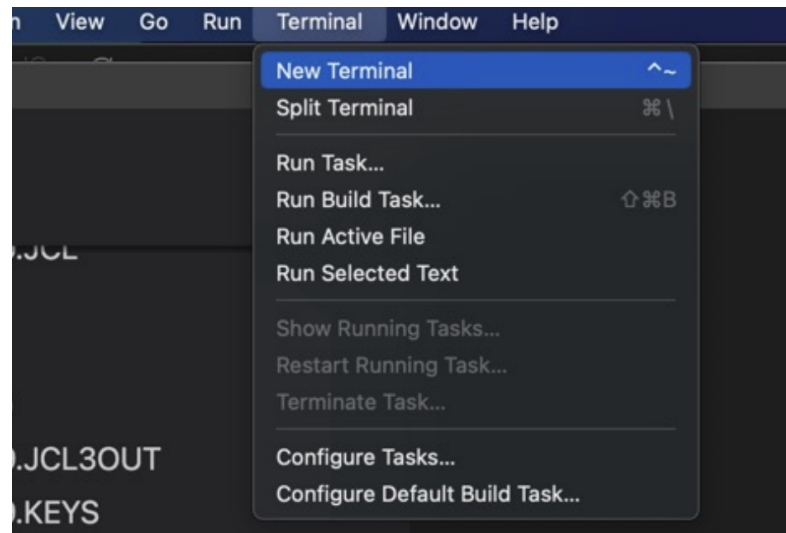 View Go Run Terminal Window Help
New Terminal ^~
Split Terminal ⌘\
Run Task...
Run Build Task... ⇧⌘B
Run Active File
Run Selected Text
.JCL
Show Running Tasks...
Restart Running Task...
Terminate Task...
Configure Tasks...
Configure Default Build Task...
.JCL3OUT
.KEYS